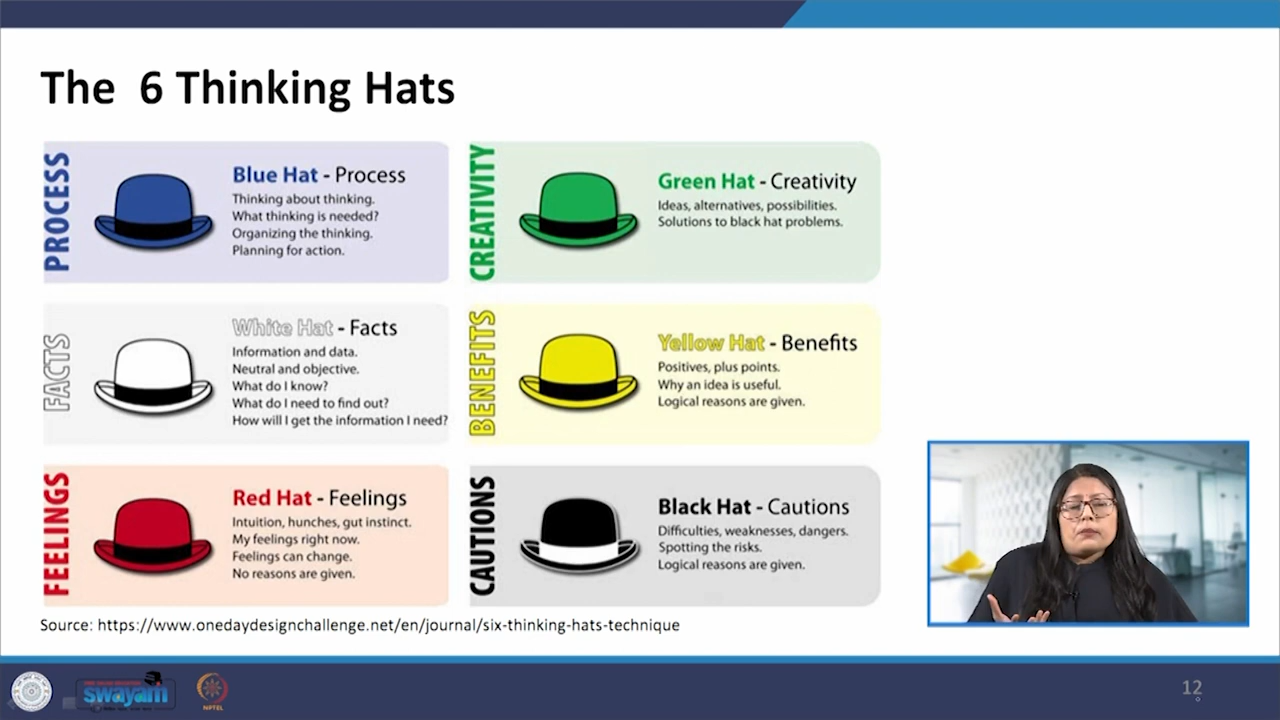 The 6 Thinking Hats
PROCESS
Blue Hat - Process
Thinking about thinking.
What thinking is needed?
Organizing the thinking.
Planning for action.
CREATIVITY
Green Hat - Creativity
Ideas, alternatives, possibilities.
Solutions to black hat problems.
FACTS
White Hat - Facts
Information and data.
Neutral and objective.
What do I know?
What do I need to find out?
How will I get the information I need?
BENEFITS
Yellow Hat - Benefits
Positives, plus points.
Why an idea is useful.
Logical reasons are given.
FEELINGS
Red Hat - Feelings
Intuition, hunches, gut instinct.
My feelings right now.
Feelings can change.
No reasons are given.
CAUTIONS
Black Hat - Cautions
Difficulties, weaknesses, dangers.
Spotting the risks.
Logical reasons are given.
Source: https://www.onedaydesignchallenge.net/en/journal/six-thinking-hats-technique
swayam
NPTEL
12